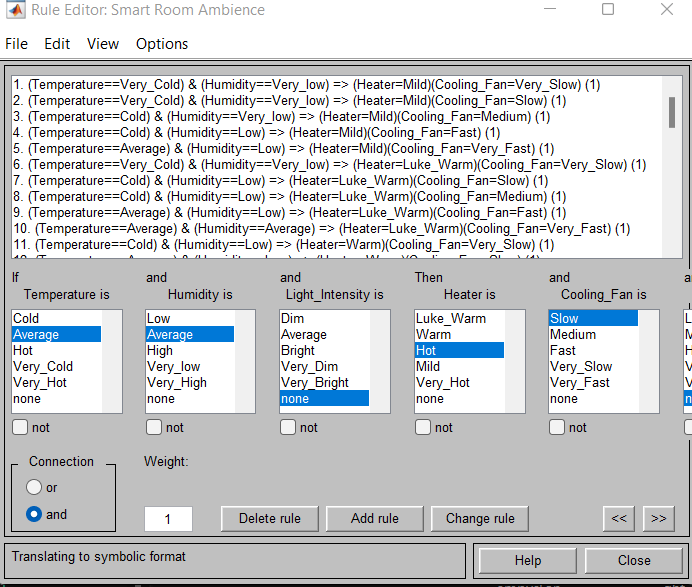 Rule Editor: Smart Room Ambience
File Edit View Options
1. (Temperature==Very_Cold) & (Humidity==Very_low) => (Heater=Mild)(Cooling_Fan=Very_Slow) (1)
2. (Temperature==Very_Cold) & (Humidity==Very_low) => (Heater=Mild)(Cooling_Fan=Slow) (1)
3. (Temperature==Cold) & (Humidity==Very_low) => (Heater=Mild)(Cooling_Fan=Medium) (1)
4. (Temperature==Cold) & (Humidity==Low) => (Heater=Mild)(Cooling_Fan=Fast) (1)
5. (Temperature==Average) & (Humidity==Low) => (Heater=Mild)(Cooling_Fan=Very_Fast) (1)
6. (Temperature==Very_Cold) & (Humidity==Very_low) => (Heater=Luke_Warm)(Cooling_Fan=Very_Slow) (1)
7. (Temperature==Cold) & (Humidity==Low) => (Heater=Luke_Warm)(Cooling_Fan=Slow) (1)
8. (Temperature==Cold) & (Humidity==Low) => (Heater=Luke_Warm)(Cooling_Fan=Medium) (1)
9. (Temperature==Average) & (Humidity==Low) => (Heater=Luke_Warm)(Cooling_Fan=Fast) (1)
10. (Temperature==Average) & (Humidity==Average) => (Heater=Luke_Warm)(Cooling_Fan=Very_Fast) (1)
11. (Temperature==Cold) & (Humidity==Low) => (Heater=Warm)(Cooling_Fan=Very_Slow) (1)
If and and Then and
Temperature is Humidity is Light_Intensity is Heater is Cooling_Fan is
Cold Low Dim Luke_Warm Slow
Average Average Average Warm Medium
Hot High Bright Hot Fast
Very_Cold Very_low Very_Dim Mild Very_Slow
Very_Hot Very_High Very_Bright Very_Hot Very_Fast
none none none none none
not not not not not
Connection Weight:
or
and 1 Delete rule Add rule Change rule << >>
Translating to symbolic format Help Close